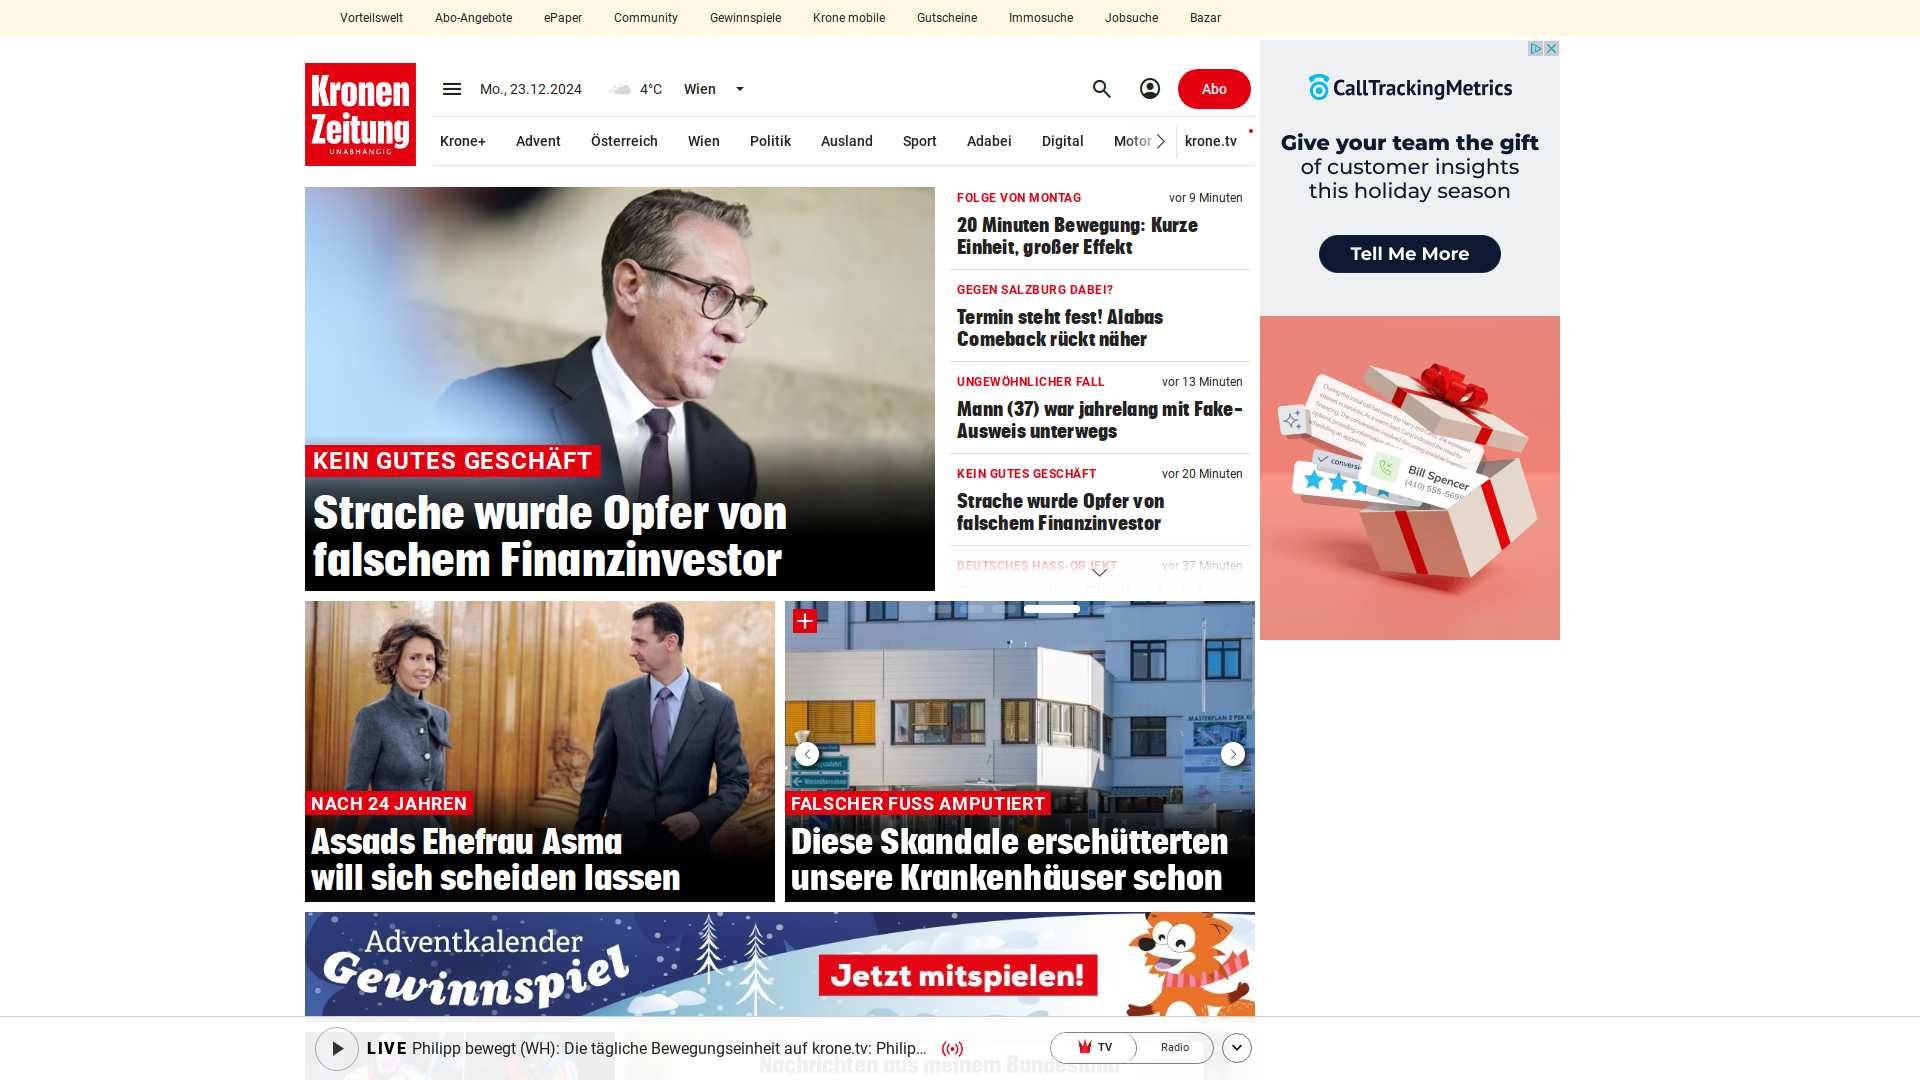 Vorteilswelt Abo-Angebote ePaper Community Gewinnspiele Krone mobile Gutscheine Immosuche Jobsuche Bazar
Kronen
Zeitung
UNABHÄNGIG
Mo., 23.12.2024 4°C Wien
Abo
Krone+ Advent Österreich Wien Politik Ausland Sport Adabei Digital Motor krone.tv
KEIN GUTES GESCHÄFT
Strache wurde Opfer von
falschem Finanzinvestor
FOLGE VON MONTAG vor 9 Minuten
20 Minuten Bewegung: Kurze
Einheit, großer Effekt
GEGEN SALZBURG DABEI?
Termin steht fest! Alabas
Comeback rückt näher
UNGEWÖHNLICHER FALL vor 13 Minuten
Mann (37) war jahrelang mit Fake-
Ausweis unterwegs
KEIN GUTES GESCHÄFT vor 20 Minuten
Strache wurde Opfer von
falschem Finanzinvestor
DEUTSCHES HASS-OBJEKT vor 37 Minuten
CallTrackingMetrics
Give your team the gift
of customer insights
this holiday season
Tell Me More
Bill Spencer
NACH 24 JAHREN
Assads Ehefrau Asma
will sich scheiden lassen
MASTERPLAN
FALSCHER FUSS AMPUTIERT
Diese Skandale erschütterten
unsere Krankenhäuser schon
Adventkalender
Gewinnspiel
Jetzt mitspielen!
LIVE Philipp bewegt (WH): Die tägliche Bewegungseinheit auf krone.tv: Philip...
TV Radio
Nachrichten aus meinem Bundesland